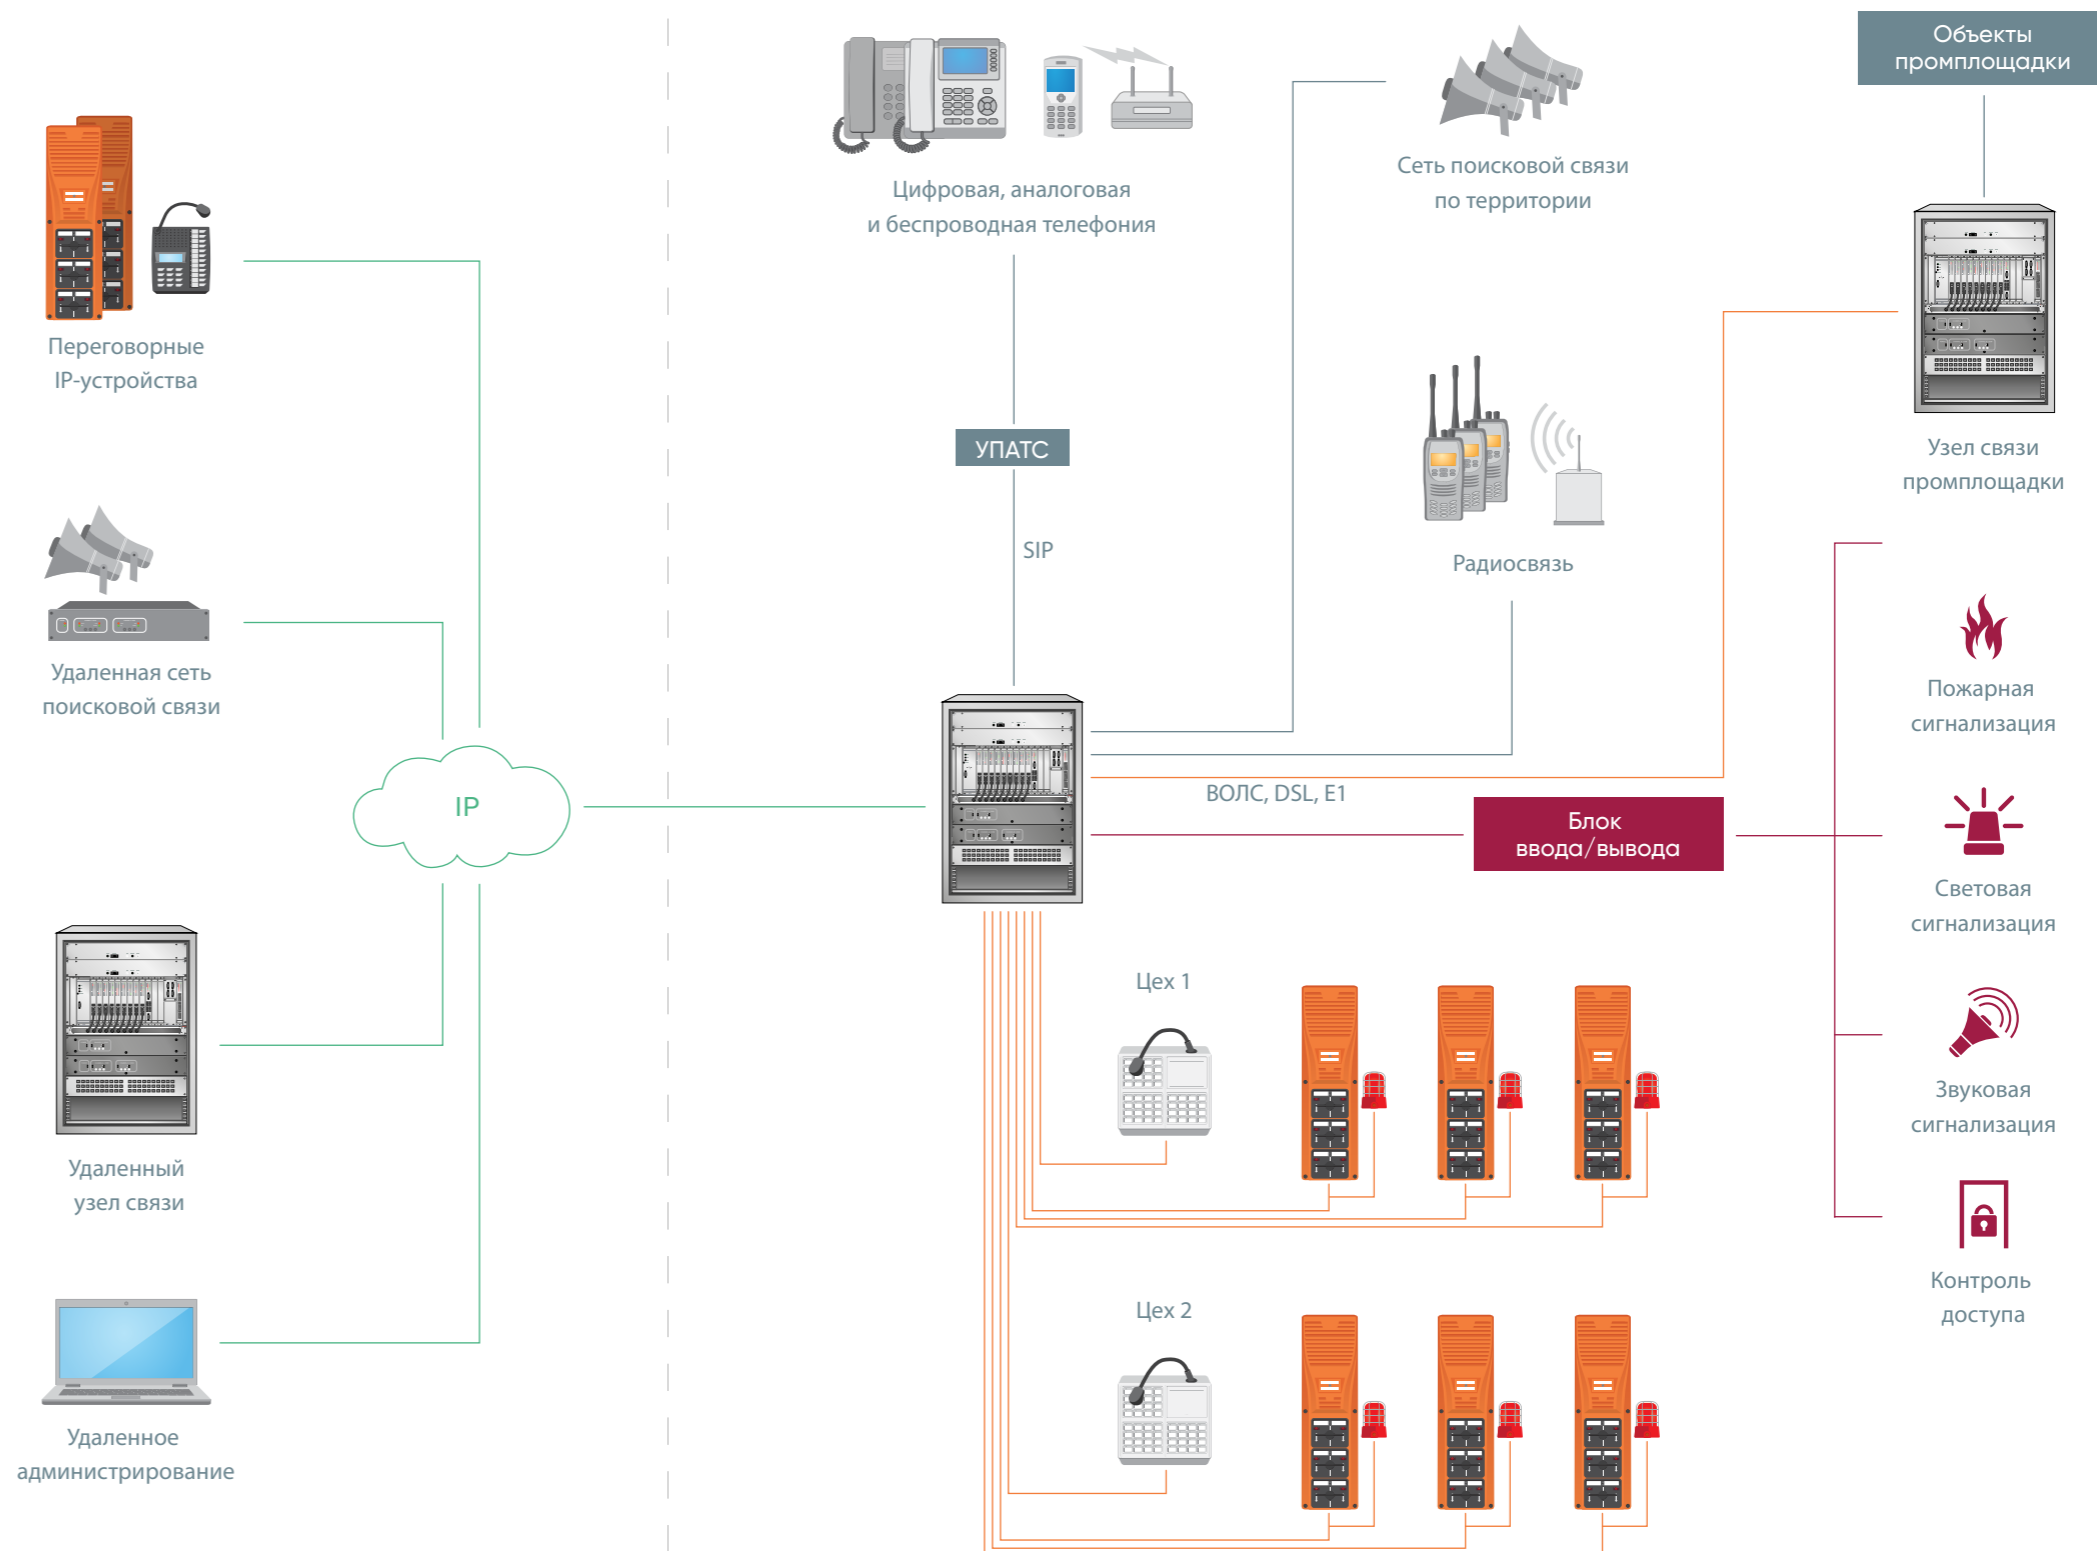 Объекты
промплощадки
Цифровая, аналоговая
и беспроводная телефония
Сеть поисковой связи
по территории
Переговорные
IP-устройства
УПАТС
Узел связи
промплощадки
SIP
Радиосвязь
Удаленная сеть
поисковой связи
Пожарная
сигнализация
IP
ВОЛС, DSL, E1
Блок
ввода/вывода
Световая
сигнализация
Цех 1
Звуковая
сигнализация
Удаленный
узел связи
Контроль
доступа
Цех 2
Удаленное
администрирование